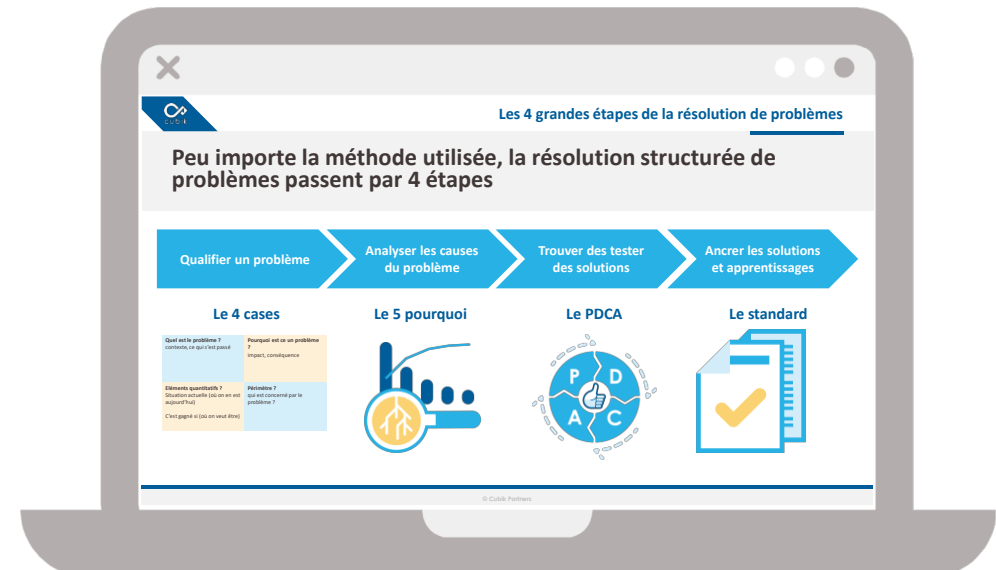 cubik
Les 4 grandes étapes de la résolution de problèmes
Peu importe la méthode utilisée, la résolution structurée de
problèmes passent par 4 étapes
Qualifier un problème
Analyser les causes
du problème
Trouver des tester
des solutions
Ancrer les solutions
et apprentissages
Le 4 cases
Le 5 pourquoi
Le PDCA
Le standard
Quel est le problème ?
contexte, ce qui s'est passé
Pourquoi est ce un problème
?
impact, conséquence
Eléments quantitatifs ?
Situation actuelle (où on en est
aujourd'hui)
C'est gagné si (où on veut être)
Périmètre ?
qui est concerné par le
problème ?
P D
A C
© Cubik Partners